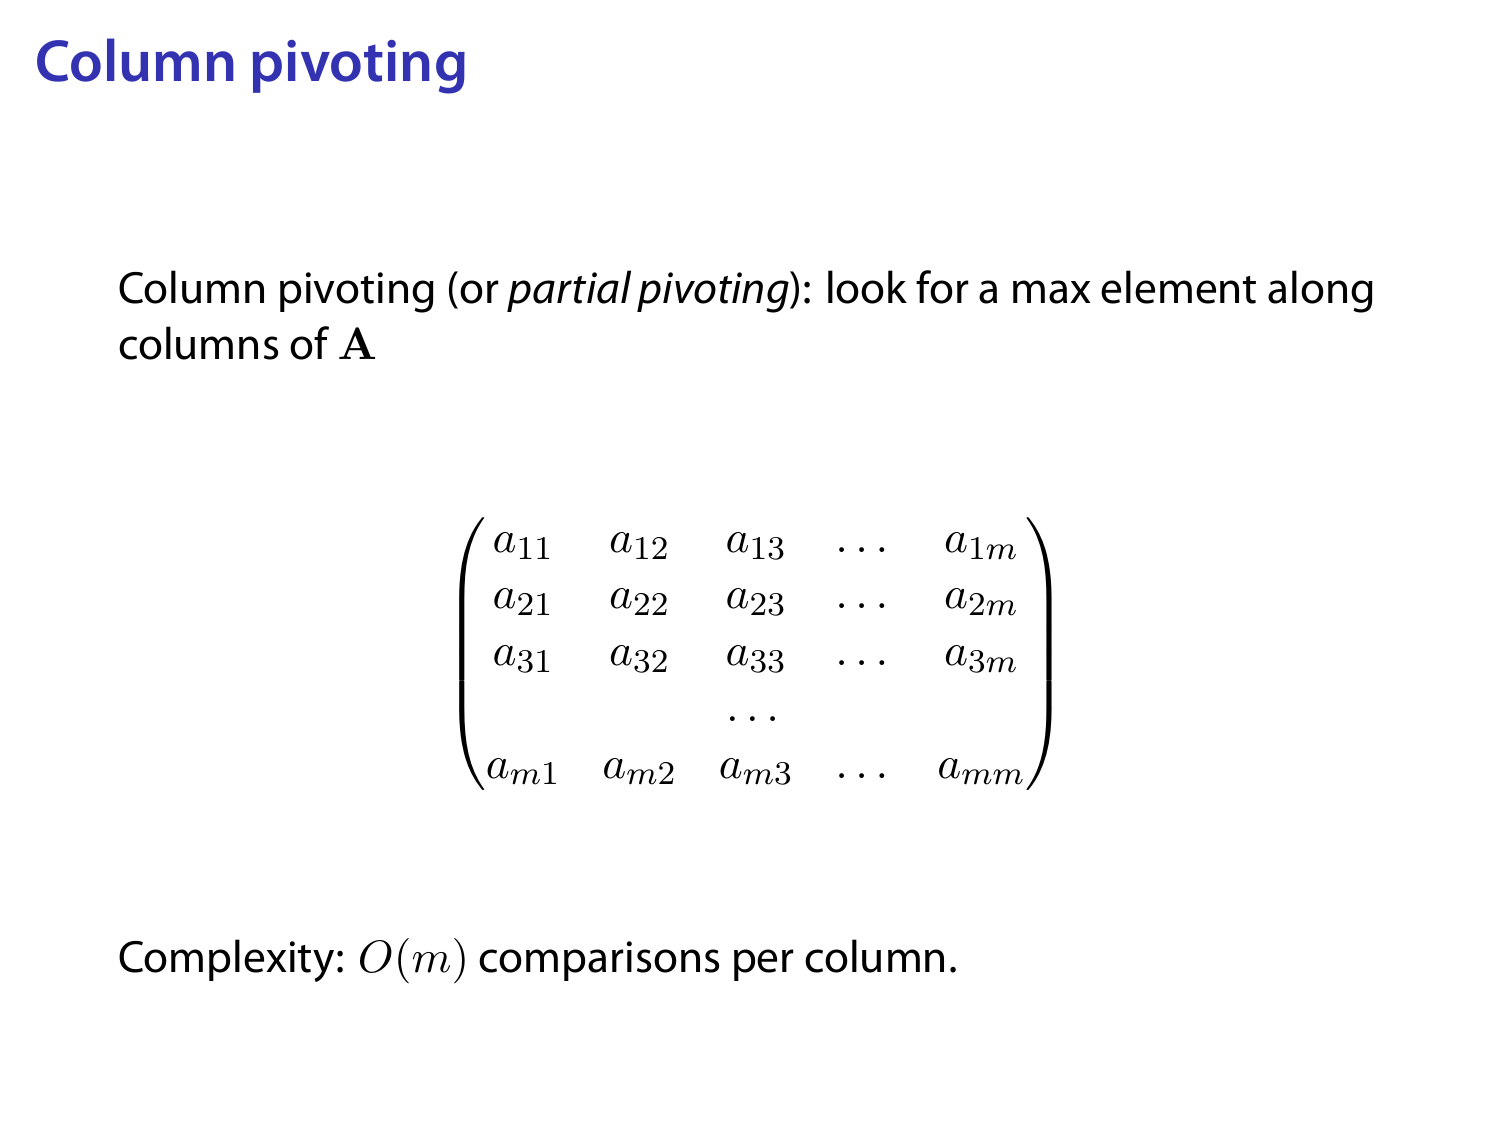 Column pivoting
Column pivoting (or partial pivoting): look for a max element along
columns of A
a11 a12 a13 … a1m
a21 a22 a23 … a2m
a31 a32 a33 … a3m
…
am1 am2 am3 … amm
Complexity: O(m) comparisons per column.